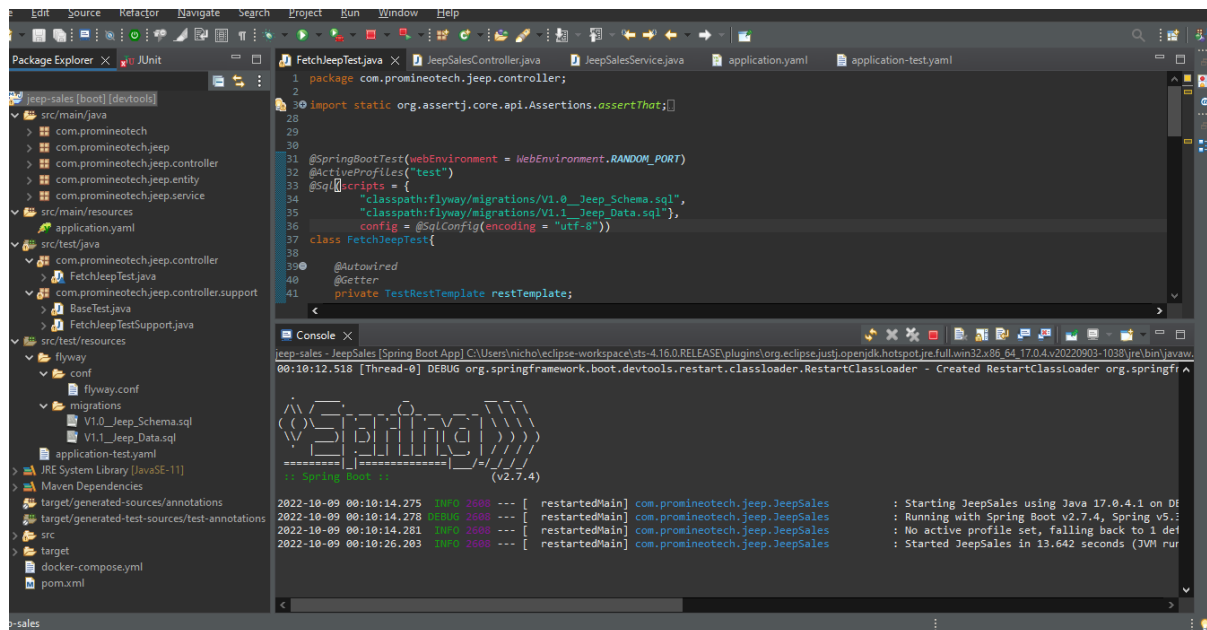 Edit Source Refactor Navigate Search Project Run Window Help
Package Explorer
JUnit
jeep-sales [boot] [devtools]
src/main/java
com.promineotech
com.promineotech.jeep
com.promineotech.jeep.controller
com.promineotech.jeep.entity
com.promineotech.jeep.service
src/main/resources
application.yaml
src/test/java
com.promineotech.jeep.controller
FetchJeepTest.java
com.promineotech.jeep.controller.support
BaseTest.java
FetchJeepTestSupport.java
src/test/resources
flyway
conf
flyway.conf
migrations
V1.0__Jeep_Schema.sql
V1.1__Jeep_Data.sql
application-test.yaml
JRE System Library [JavaSE-11]
Maven Dependencies
target/generated-sources/annotations
target/generated-test-sources/test-annotations
src
target
docker-compose.yml
pom.xml
FetchJeepTest.java JeepSalesController.java JeepSalesService.java application.yaml application-test.yaml
1 package com.promineotech.jeep.controller;
2
3 import static org.assertj.core.api.Assertions.assertThat;
28
29
30
31 @SpringBootTest(webEnvironment = WebEnvironment.RANDOM_PORT)
32 @ActiveProfiles("test")
33 @Sql(scripts = {
34 "classpath:flyway/migrations/V1.0__Jeep_Schema.sql",
35 "classpath:flyway/migrations/V1.1__Jeep_Data.sql"},
36 config = @SqlConfig(encoding = "utf-8"))
37 class FetchJeepTest{
38
39 @Autowired
40 @Getter
41 private TestRestTemplate restTemplate;
Console
jeep-sales - JeepSales [Spring Boot App] C:\Users\nicho\eclipse-workspace\sts-4.16.0.RELEASE\plugins\org.eclipse.justj.openjdk.hotspot.jre.full.win32.x86_64_17.0.4.v20220903-1038\jre\bin\javaw.
00:10:12.518 [Thread-0] DEBUG org.springframework.boot.devtools.restart.classloader.RestartClassLoader - Created RestartClassLoader org.springfr
Spring
:: Spring Boot :: (v2.7.4)
2022-10-09 00:10:14.275 INFO 2608 --- [ restartedMain] com.promineotech.jeep.JeepSales : Starting JeepSales using Java 17.0.4.1 on DE
2022-10-09 00:10:14.278 DEBUG 2608 --- [ restartedMain] com.promineotech.jeep.JeepSales : Running with Spring Boot v2.7.4, Spring v5.3
2022-10-09 00:10:14.281 INFO 2608 --- [ restartedMain] com.promineotech.jeep.JeepSales : No active profile set, falling back to 1 def
2022-10-09 00:10:26.203 INFO 2608 --- [ restartedMain] com.promineotech.jeep.JeepSales : Started JeepSales in 13.642 seconds (JVM run
p-sales